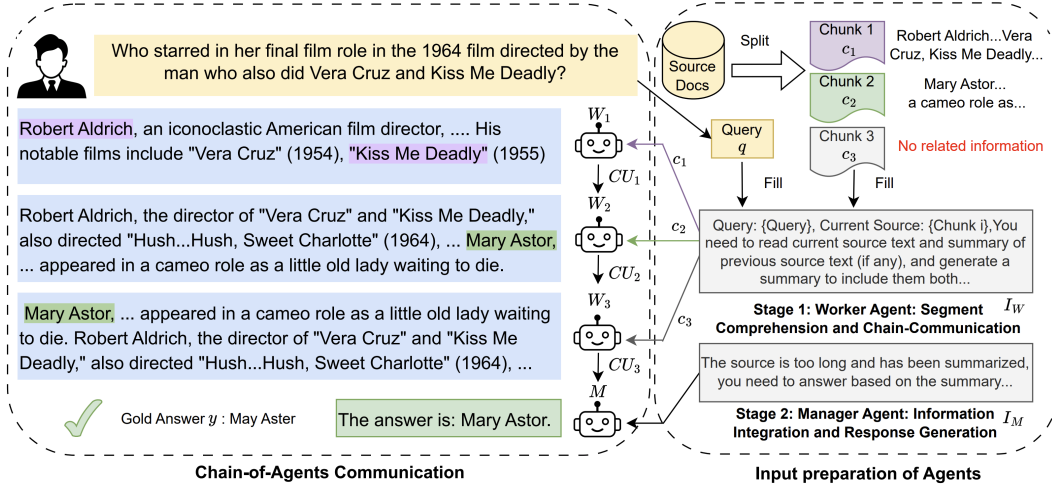 Who starred in her final film role in the 1964 film directed by the
man who also did Vera Cruz and Kiss Me Deadly?
Robert Aldrich, an iconoclastic American film director, .... His
notable films include "Vera Cruz" (1954), "Kiss Me Deadly" (1955)
Robert Aldrich, the director of "Vera Cruz" and "Kiss Me Deadly,"
also directed "Hush...Hush, Sweet Charlotte" (1964), ... Mary Astor,
... appeared in a cameo role as a little old lady waiting to die.
Mary Astor, ... appeared in a cameo role as a little old lady waiting
to die. Robert Aldrich, the director of "Vera Cruz" and "Kiss Me
Deadly," also directed "Hush...Hush, Sweet Charlotte" (1964), ...
Gold Answer y : May Aster
The answer is: Mary Astor.
W1
CU1
W2
CU2
W3
CU3
M
c1
c2
c3
Chain-of-Agents Communication
Source
Docs
Split
Chunk 1
c1
Robert Aldrich...Vera
Cruz, Kiss Me Deadly...
Chunk 2
c2
Mary Astor...
a cameo role as...
Chunk 3
c3
No related information
Query
q
Fill
Fill
Query: {Query}, Current Source: {Chunk i},You
need to read current source text and summary of
previous source text (if any), and generate a
summary to include them both...
Stage 1: Worker Agent: Segment
Comprehension and Chain-Communication
IW
The source is too long and has been summarized,
you need to answer based on the summary...
Stage 2: Manager Agent: Information
Integration and Response Generation
IM
Input preparation of Agents